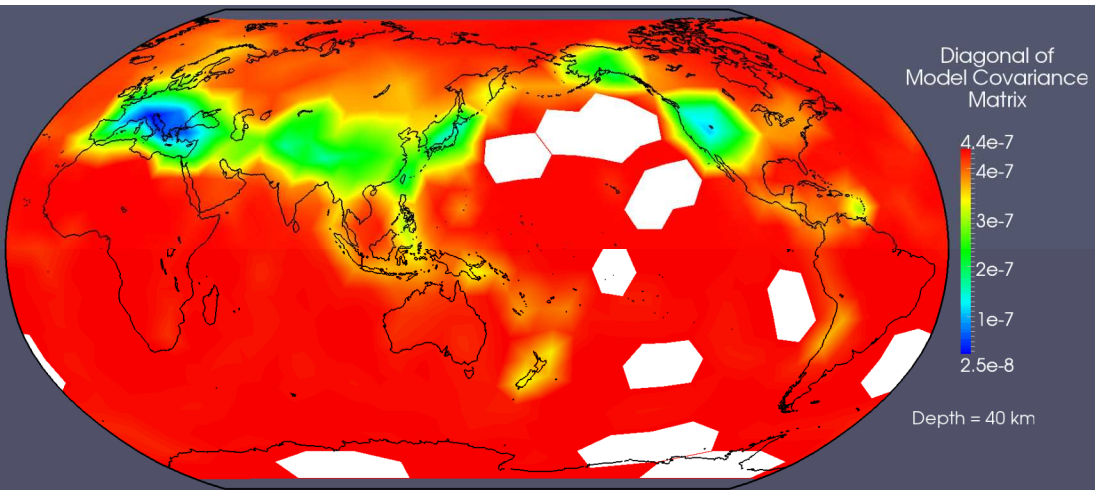 Diagonal of
Model Covariance
Matrix
4.4e-7
4e-7
3e-7
2e-7
1e-7
2.5e-8
Depth = 40 km